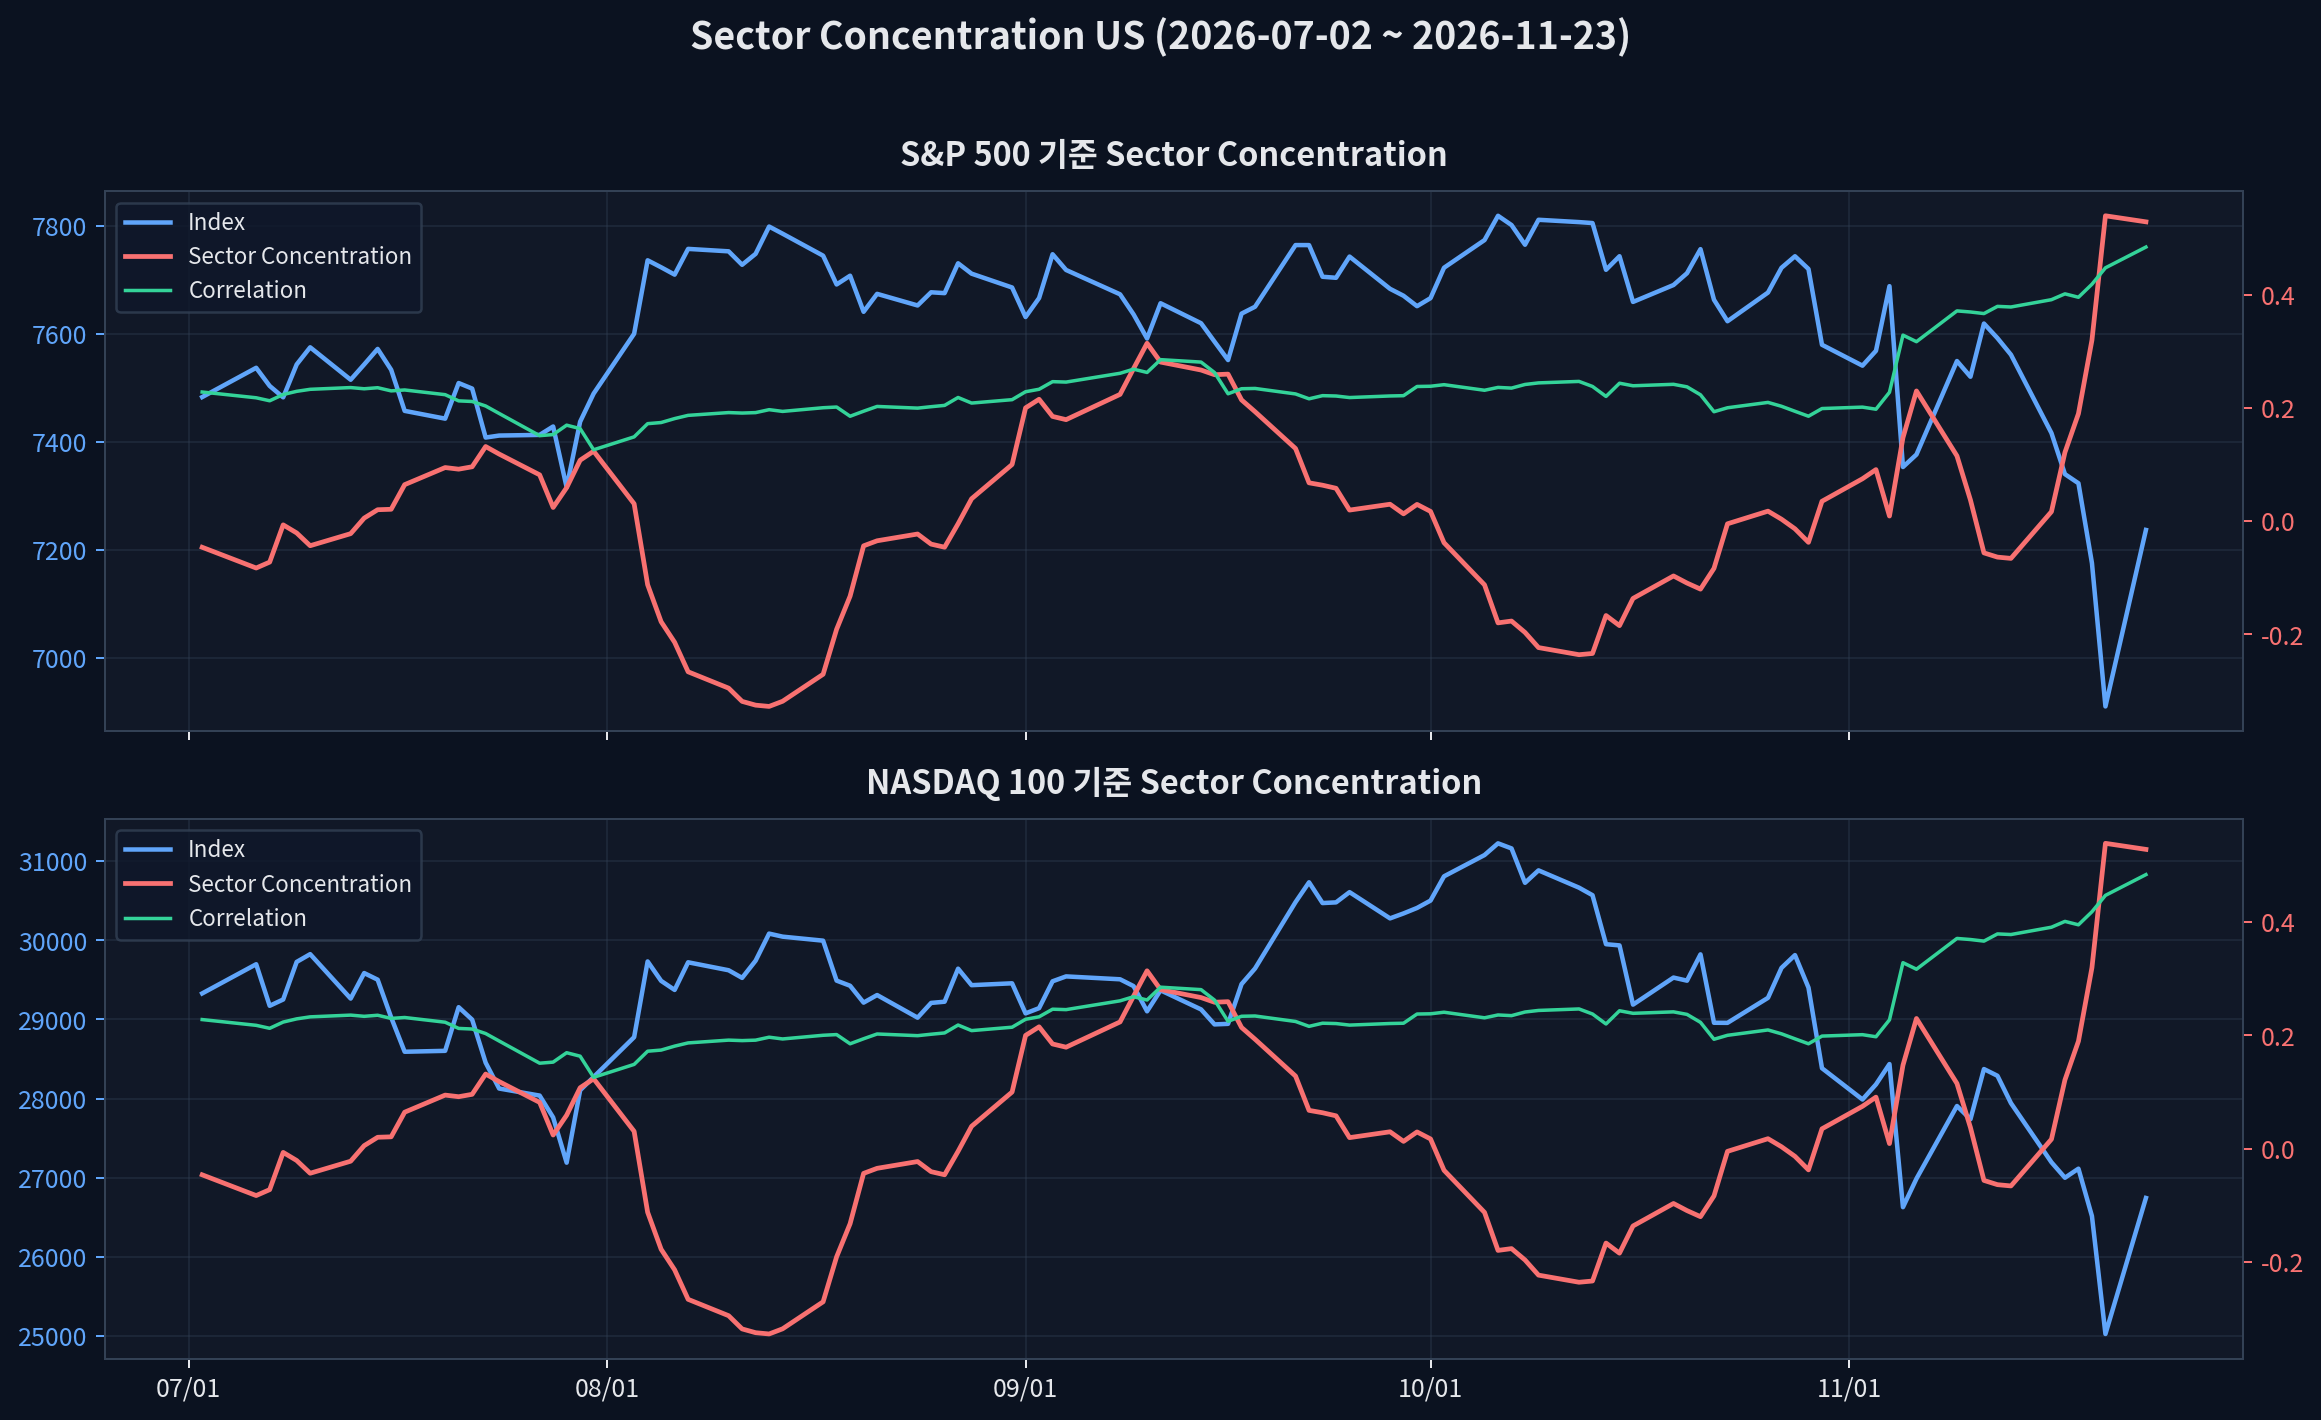 Sector Concentration US (2026-07-02 ~ 2026-11-23)
S&P 500 기준 Sector Concentration
Index
Sector Concentration
Correlation
7800
7600
7400
7200
7000
0.4
0.2
0.0
-0.2
NASDAQ 100 기준 Sector Concentration
Index
Sector Concentration
Correlation
31000
30000
29000
28000
27000
26000
25000
0.4
0.2
0.0
-0.2
07/01
08/01
09/01
10/01
11/01